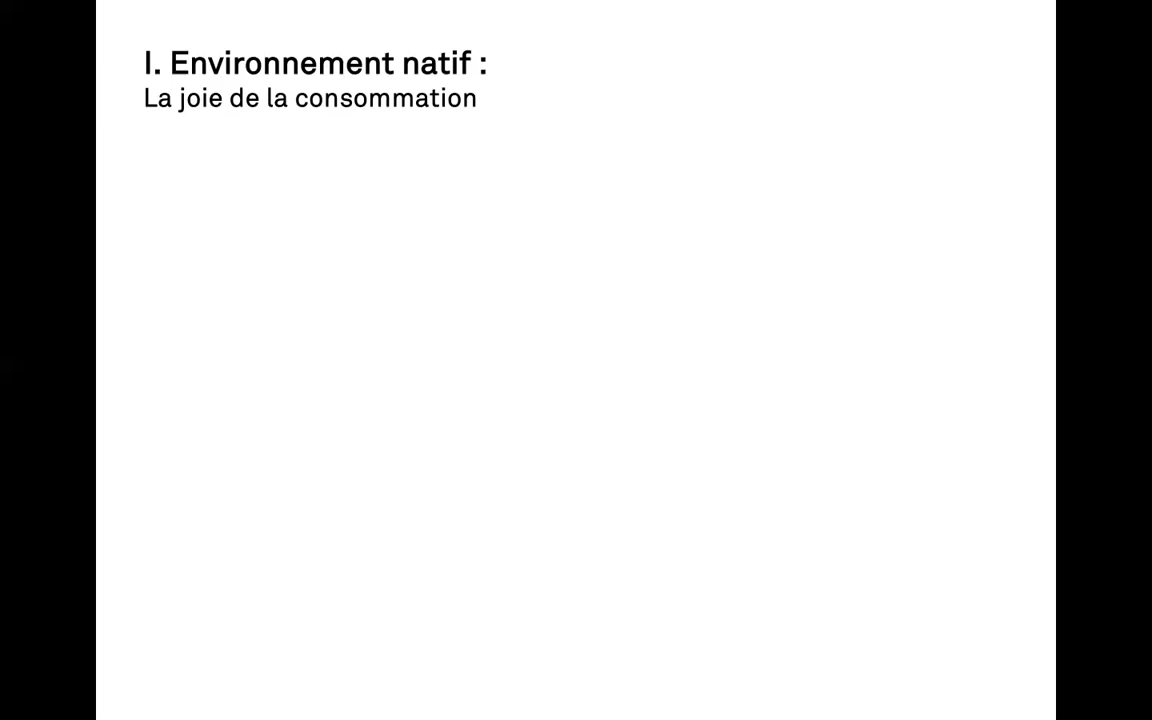 I. Environnement natif :
La joie de la consommation